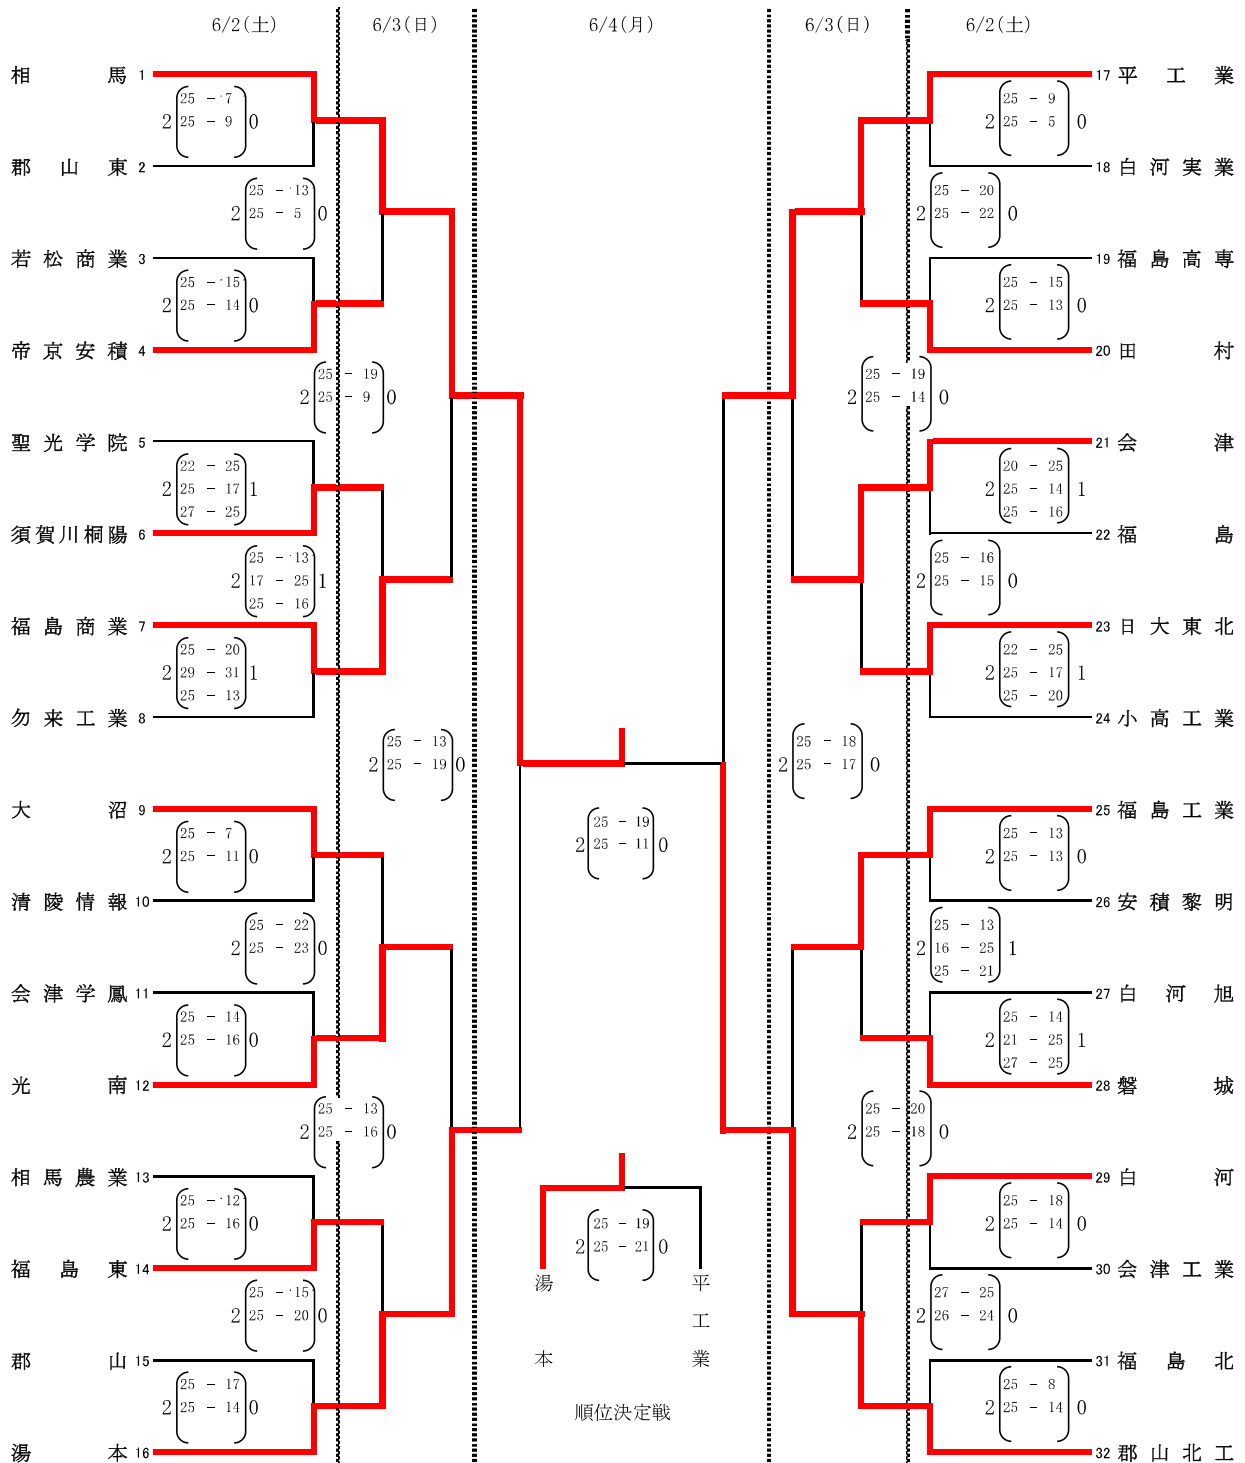 6/2(土) 6/3(日) 6/4(月) 6/3(日) 6/2(土)
相馬 1
25 - 7
2 25 - 9 0
郡山東 2
25 - 13
2 25 - 5 0
若松商業 3
25 - 15
2 25 - 14 0
帝京安積 4
25 - 19
2 25 - 9 0
聖光学院 5
22 - 25
2 25 - 17 1
27 - 25
須賀川桐陽 6
25 - 13
2 17 - 25 1
25 - 16
福島商業 7
25 - 20
2 29 - 31 1
25 - 13
勿来工業 8
25 - 13
2 25 - 19 0
大沼 9
25 - 7
2 25 - 11 0
清陵情報 10
25 - 22
2 25 - 23 0
会津学鳳 11
25 - 14
2 25 - 16 0
光南 12
25 - 13
2 25 - 16 0
相馬農業 13
25 - 12
2 25 - 16 0
福島東 14
25 - 15
2 25 - 20 0
郡山 15
25 - 17
2 25 - 14 0
湯本 16
25 - 19
2 25 - 11 0
25 - 19
2 25 - 21 0
湯本
平工業
順位決定戦
17 平工業
25 - 9
2 25 - 5 0
18 白河実業
25 - 20
2 25 - 22 0
19 福島高専
25 - 15
2 25 - 13 0
20 田村
25 - 19
2 25 - 14 0
21 会津
20 - 25
2 25 - 14 1
25 - 16
22 福島
25 - 16
2 25 - 15 0
23 日大東北
22 - 25
2 25 - 17 1
25 - 20
24 小高工業
25 - 18
2 25 - 17 0
25 福島工業
25 - 13
2 25 - 13 0
26 安積黎明
25 - 13
2 16 - 25 1
25 - 21
27 白河旭
25 - 14
2 21 - 25 1
27 - 25
28 磐城
25 - 20
2 25 - 18 0
29 白河
25 - 18
2 25 - 14 0
30 会津工業
27 - 25
2 26 - 24 0
31 福島北
25 - 8
2 25 - 14 0
32 郡山北工